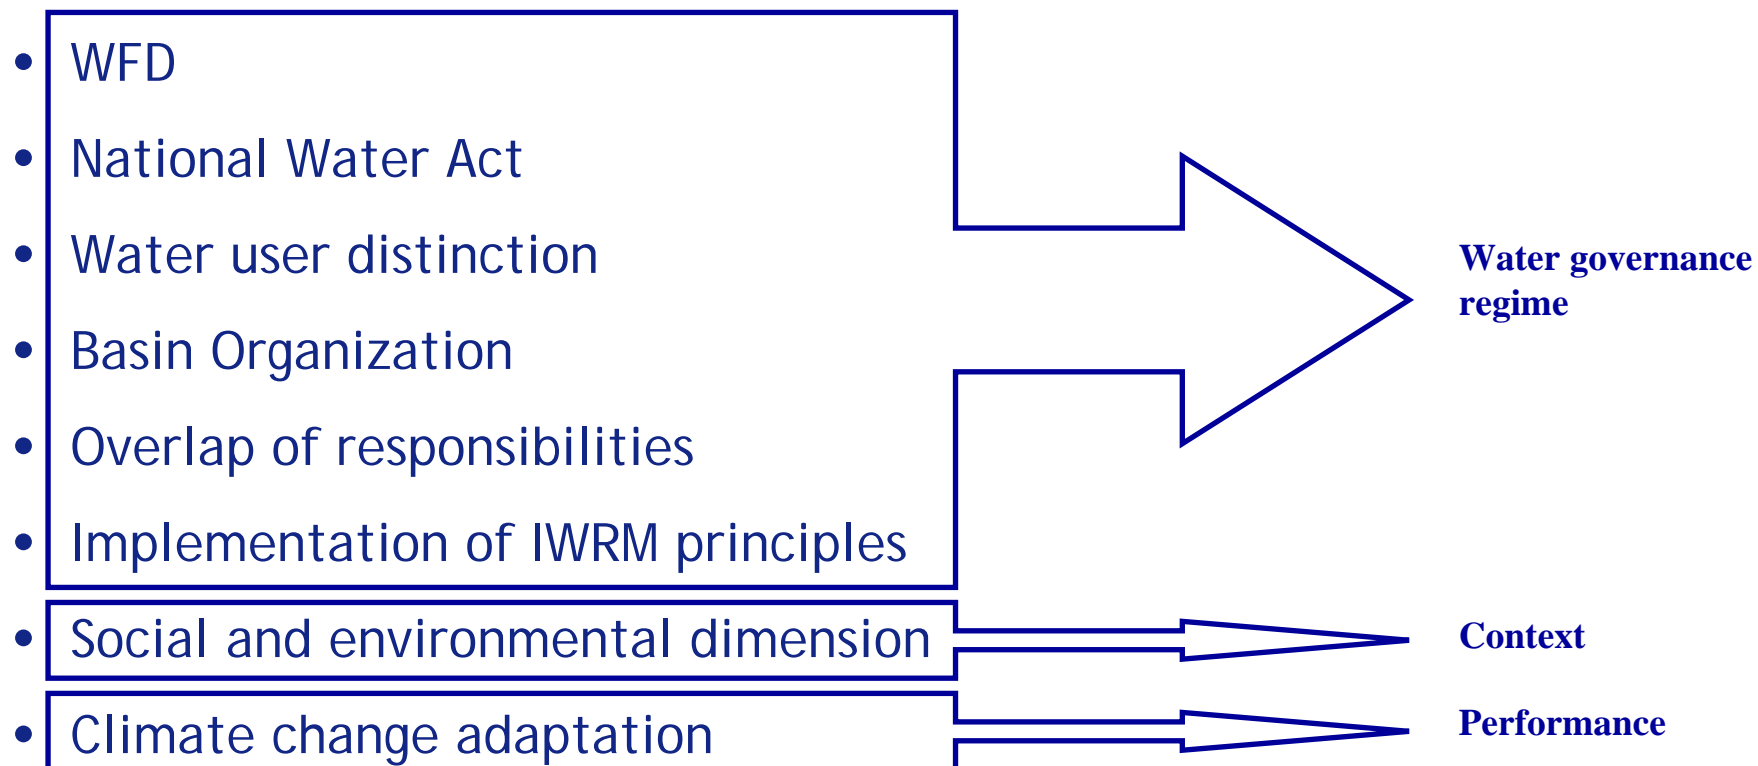 • WFD
• National Water Act
• Water user distinction
• Basin Organization
• Overlap of responsibilities
• Implementation of IWRM principles
• Social and environmental dimension
• Climate change adaptation
Water governance
regime
Context
Performance